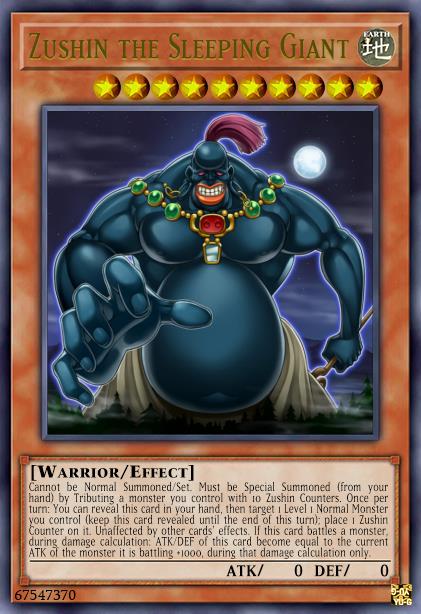 Zushin the Sleeping Giant
EARTH
地
[Warrior/Effect]
Cannot be Normal Summoned/Set. Must be Special Summoned (from your
hand) by Tributing a monster you control with 10 Zushin Counters. Once per
turn: You can reveal this card in your hand, then target 1 Level 1 Normal Monster
you control (keep this card revealed until the end of this turn); place 1 Zushin
Counter on it. Unaffected by other cards' effects. If this card battles a monster,
during damage calculation: ATK/DEF of this card become equal to the current
ATK of the monster it is battling +1000, during that damage calculation only.
ATK/ 0 DEF/ 0
67547370